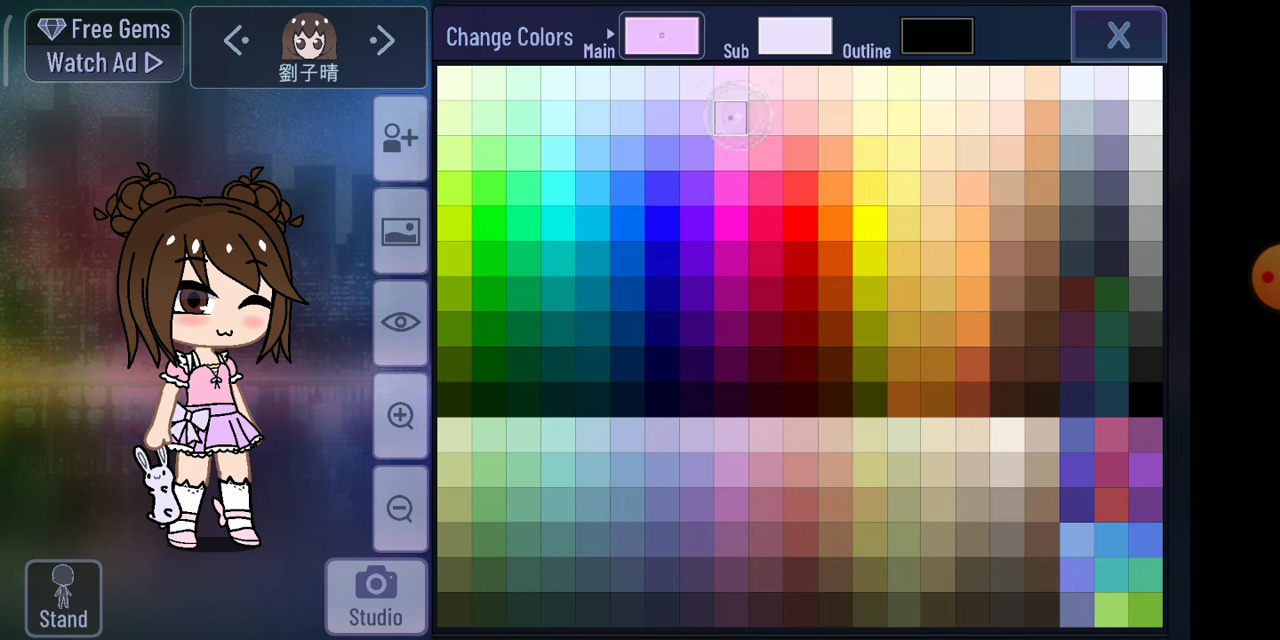 Free Gems
Watch Ad
劉子晴
Change Colors
Main
Sub
Outline
X
Stand
Studio